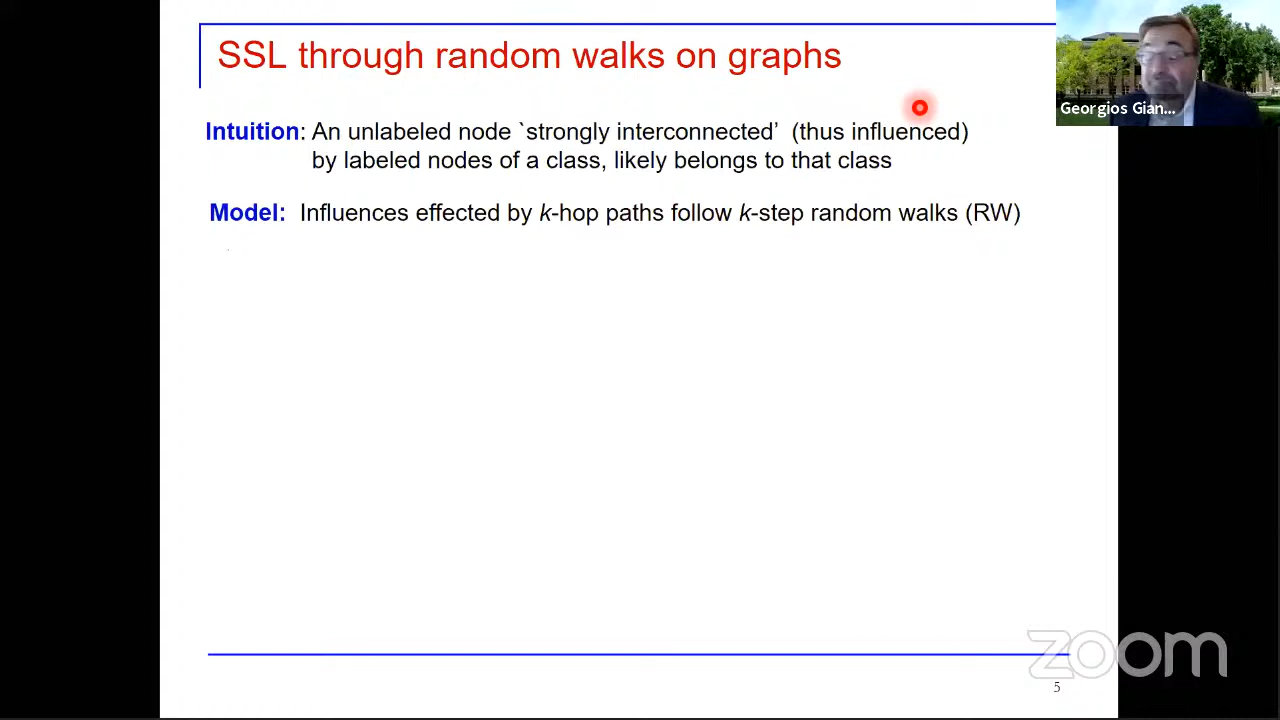 SSL through random walks on graphs
Georgios Gian...
Intuition: An unlabeled node `strongly interconnected’ (thus influenced)
by labeled nodes of a class, likely belongs to that class
Model: Influences effected by k-hop paths follow k-step random walks (RW)
zoom
5